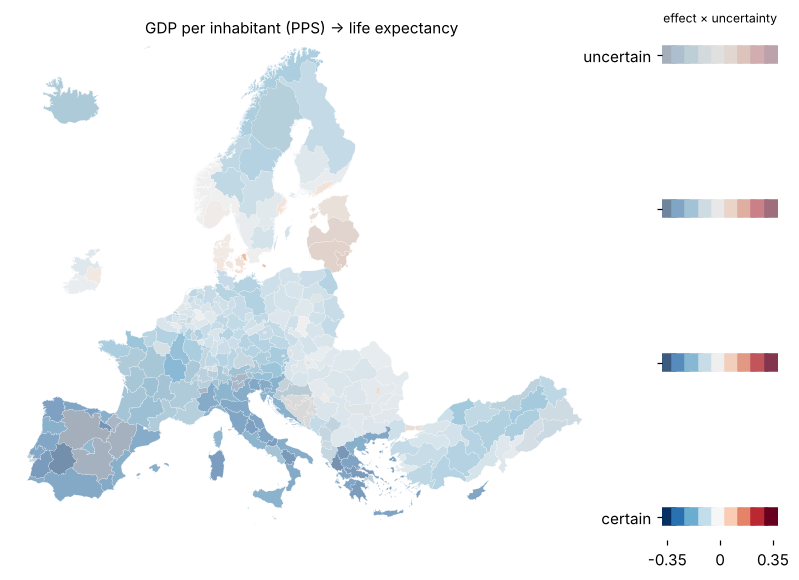 GDP per inhabitant (PPS) → life expectancy
effect × uncertainty
uncertain
certain
-0.35 0 0.35